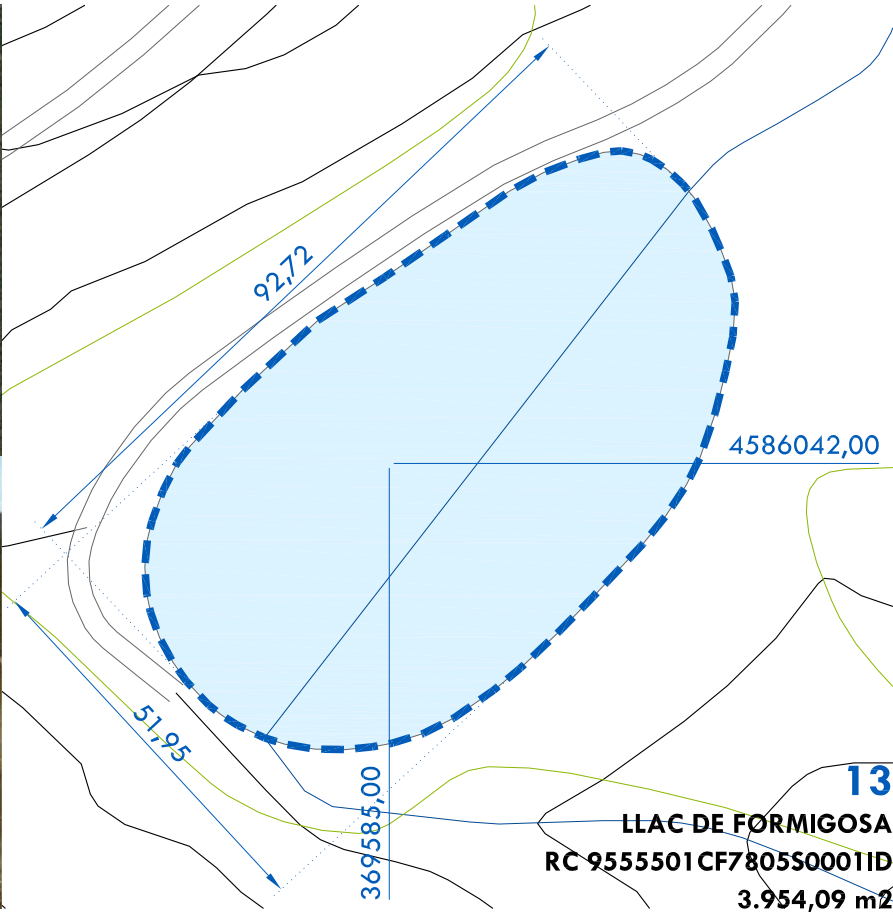 92,72
4586042,00
51,95
369585,00
13
LLAC DE FORMIGOSA
RC 9555501CF7805S0001ID
3.954,09 m2